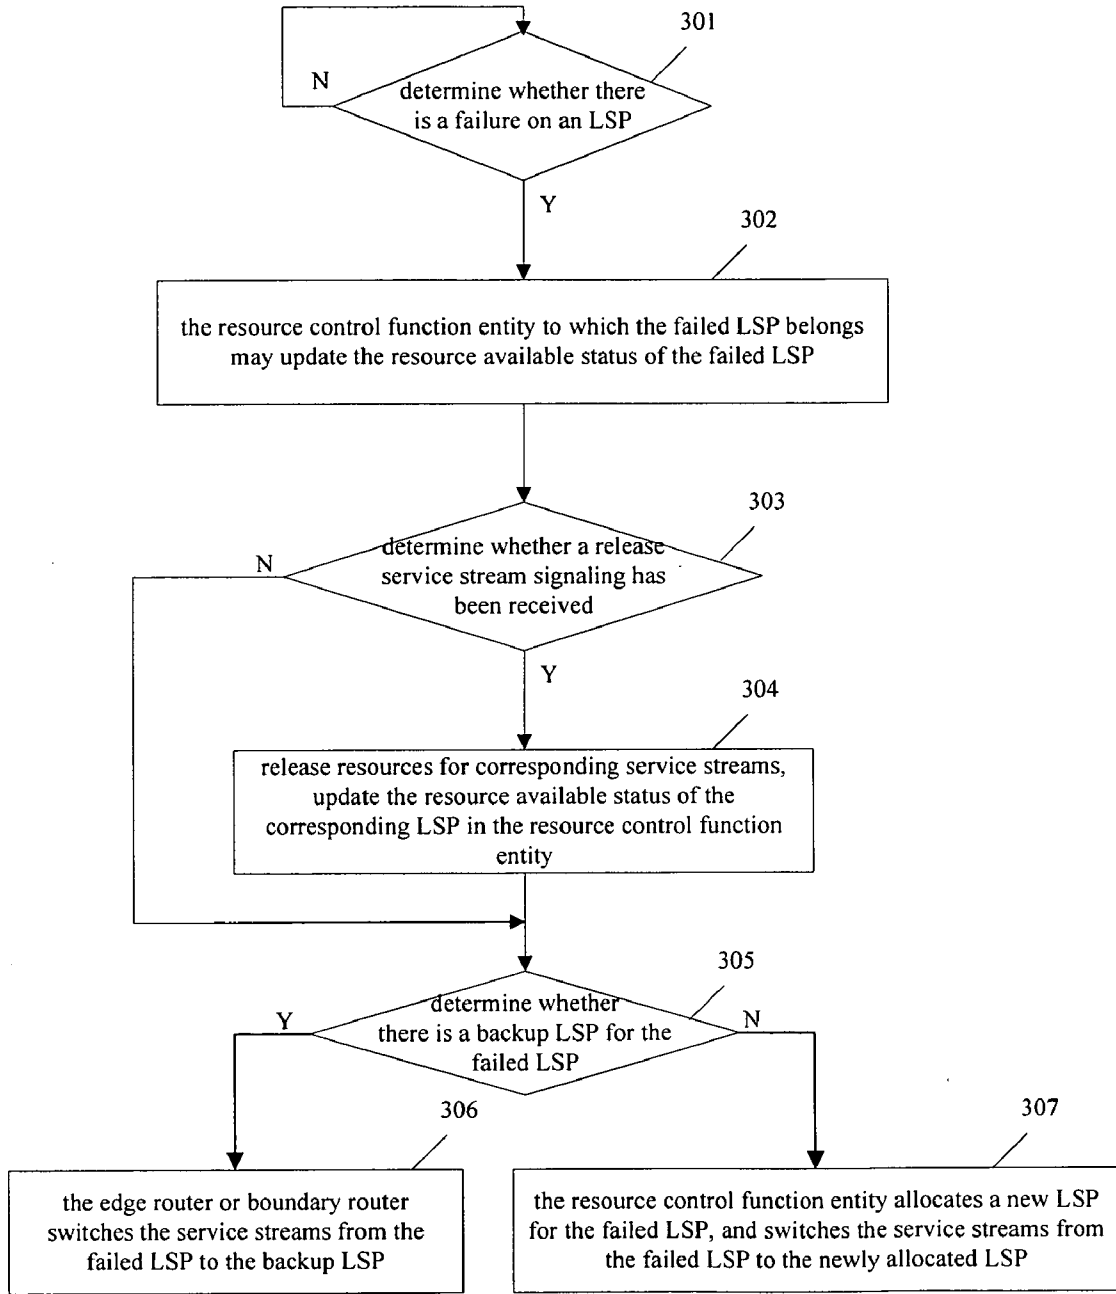 301
N
determine whether there
is a failure on an LSP
Y
302
the resource control function entity to which the failed LSP belongs
may update the resource available status of the failed LSP
303
N
determine whether a release
service stream signaling has
been received
Y
304
release resources for corresponding service streams,
update the resource available status of the
corresponding LSP in the resource control function
entity
305
Y
determine whether
there is a backup LSP for the
failed LSP
N
306
the edge router or boundary router
switches the service streams from the
failed LSP to the backup LSP
307
the resource control function entity allocates a new LSP
for the failed LSP, and switches the service streams from
the failed LSP to the newly allocated LSP